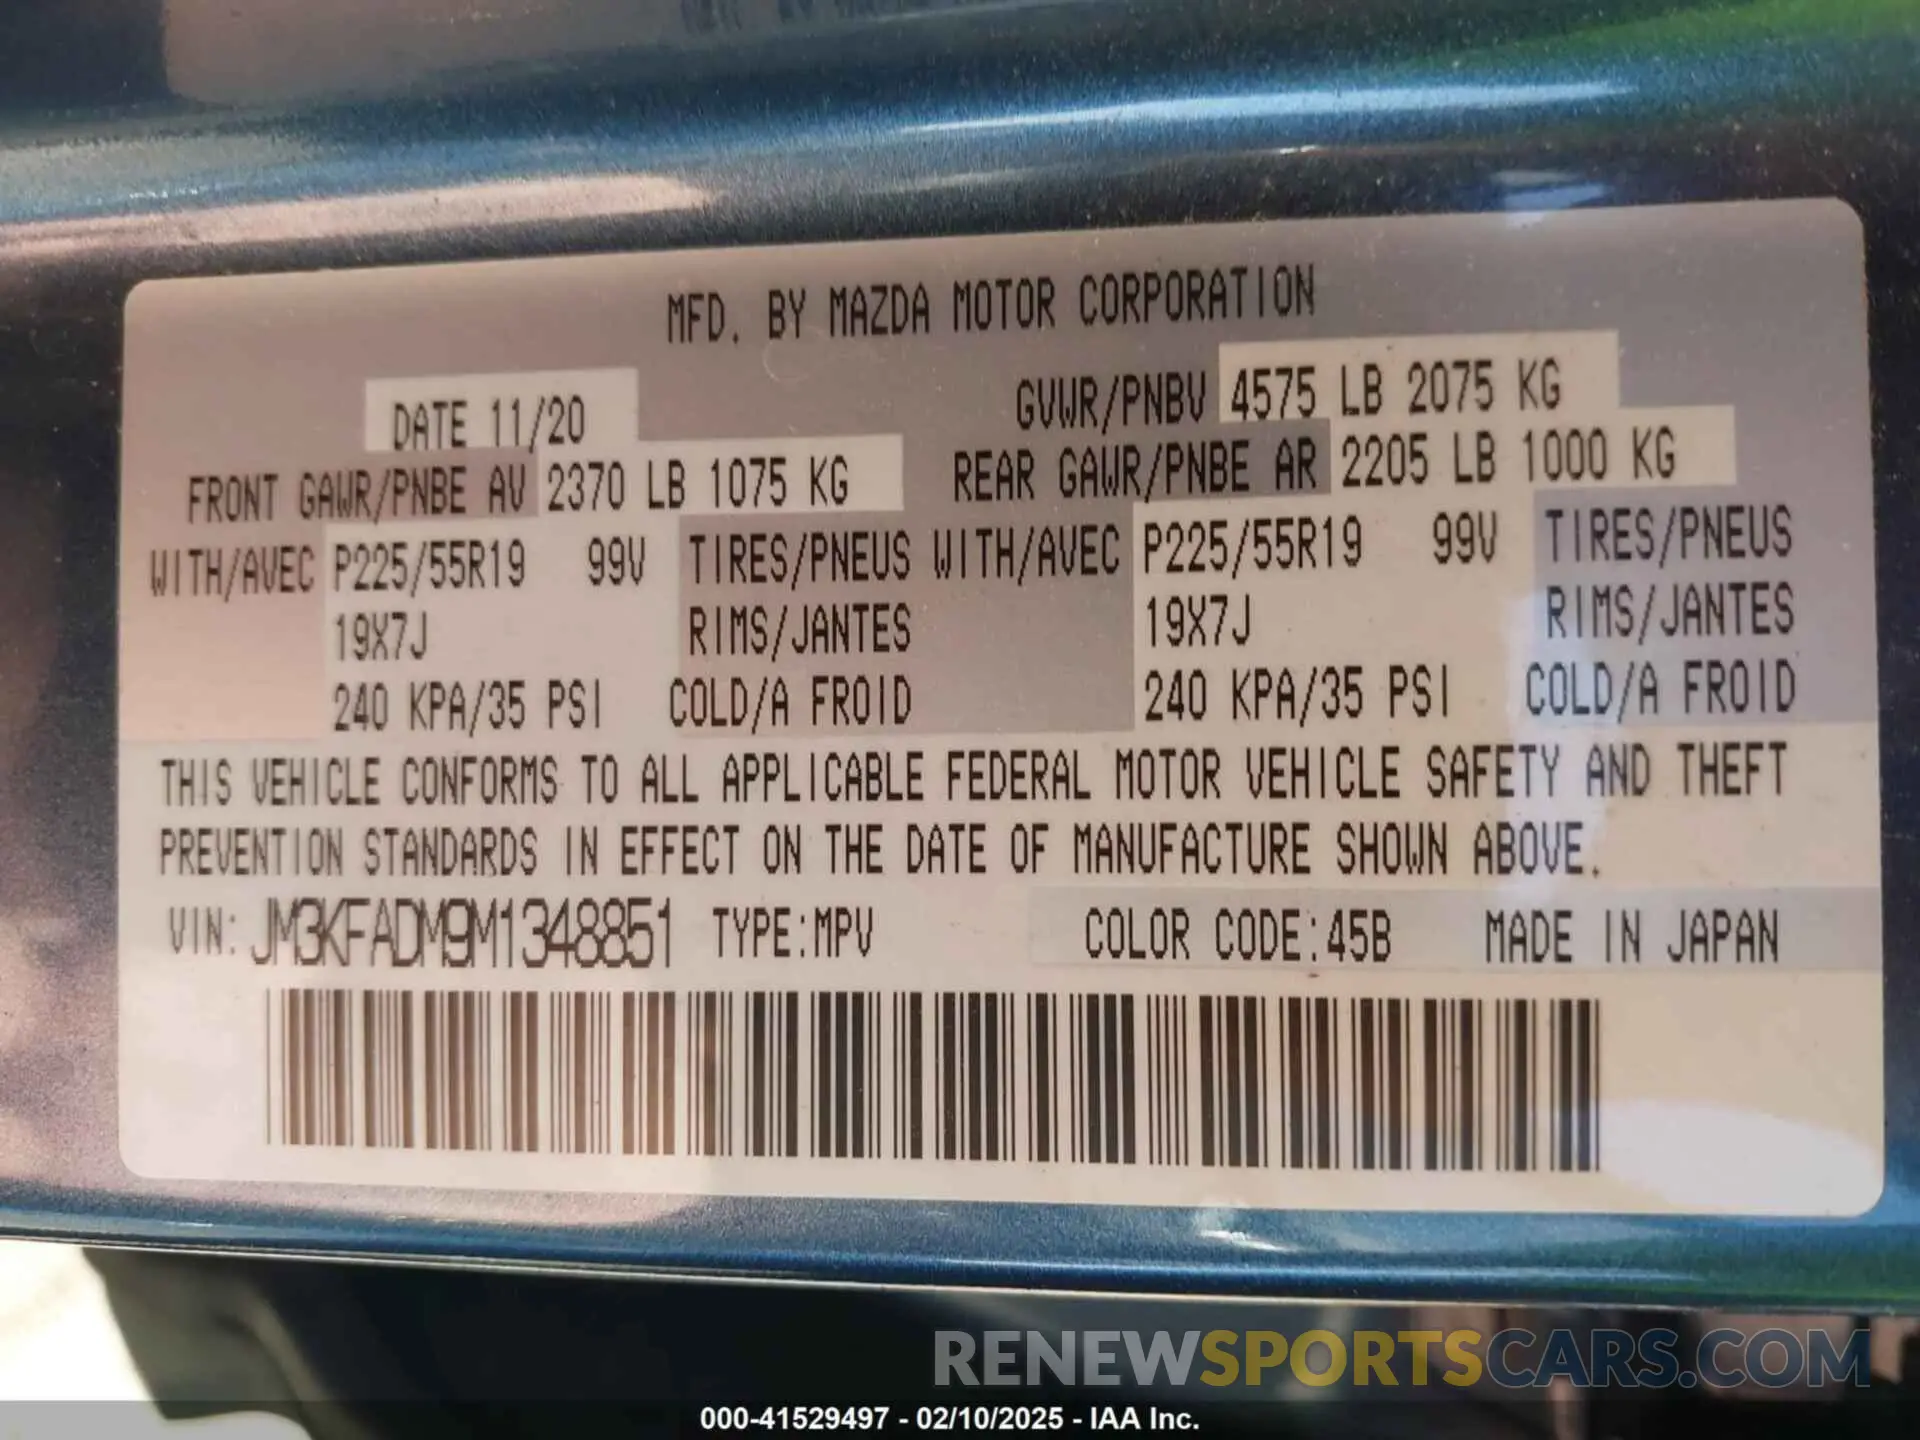 MFD. BY MAZDA MOTOR CORPORATION
DATE 11/20 GVWR/PNBV 4575 LB 2075 KG
FRONT GAWR/PNBE AV 2370 LB 1075 KG REAR GAWR/PNBE AR 2205 LB 1000 KG
WITH/AVEC P225/55R19 99V TIRES/PNEUS WITH/AVEC P225/55R19 99V TIRES/PNEUS
19X7J RIMS/JANTES 19X7J RIMS/JANTES
240 KPA/35 PSI COLD/A FROID 240 KPA/35 PSI COLD/A FROID
THIS VEHICLE CONFORMS TO ALL APPLICABLE FEDERAL MOTOR VEHICLE SAFETY AND THEFT
PREVENTION STANDARDS IN EFFECT ON THE DATE OF MANUFACTURE SHOWN ABOVE.
VIN: JM3KFADM9M1348851 TYPE:MPV COLOR CODE:45B MADE IN JAPAN
RENEWSPORTSCARS.COM
000-41529497 - 02/10/2025 - IAA Inc.